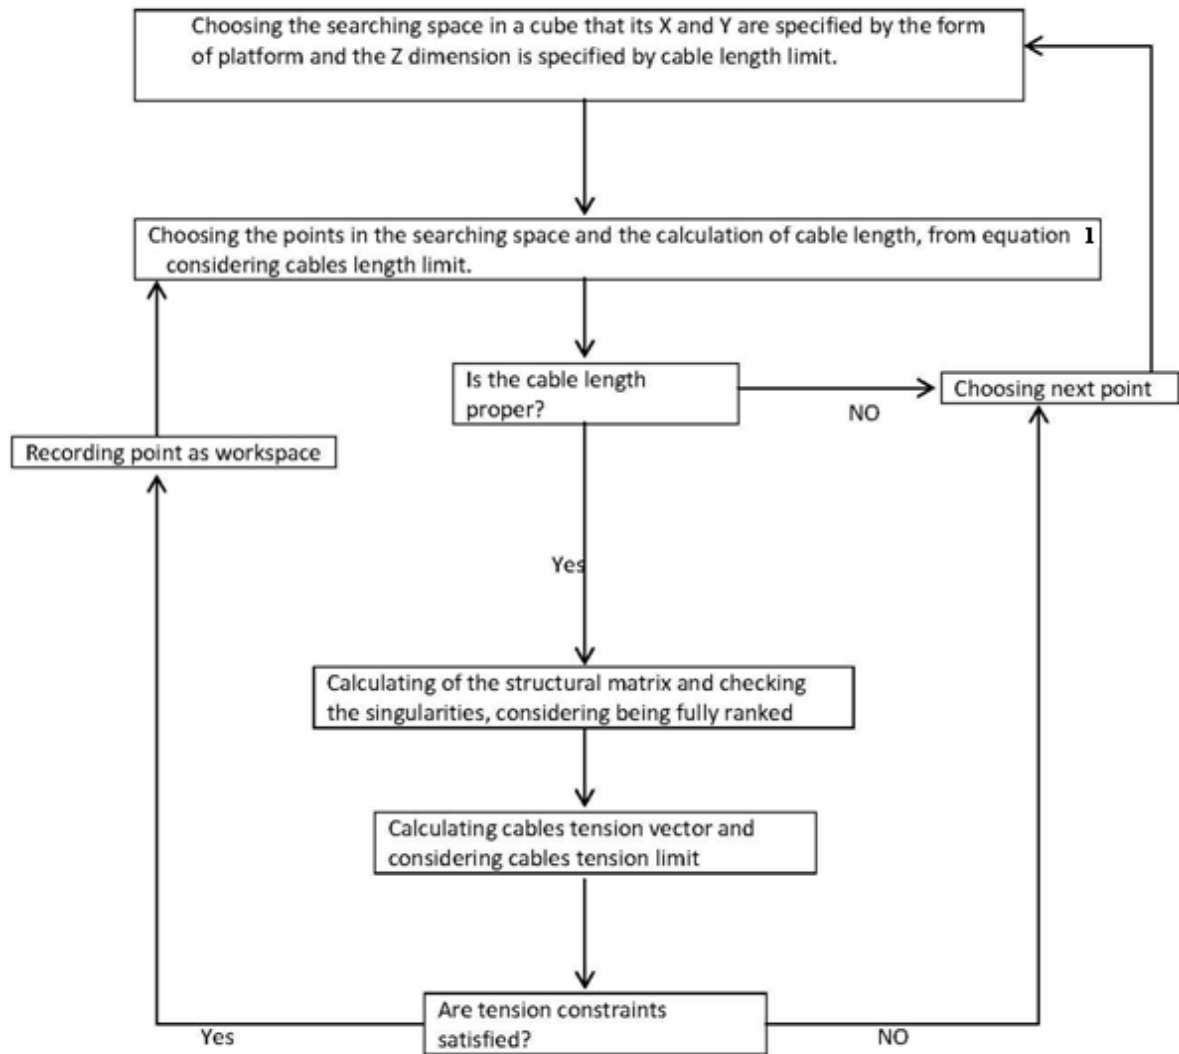 Choosing the searching space in a cube that its X and Y are specified by the form
of platform and the Z dimension is specified by cable length limit.
Choosing the points in the searching space and the calculation of cable length, from equation 1
considering cables length limit.
Is the cable length
proper?
NO
Choosing next point
Recording point as workspace
Yes
Calculating of the structural matrix and checking
the singularities, considering being fully ranked
Calculating cables tension vector and
considering cables tension limit
Are tension constraints
satisfied?
Yes
NO